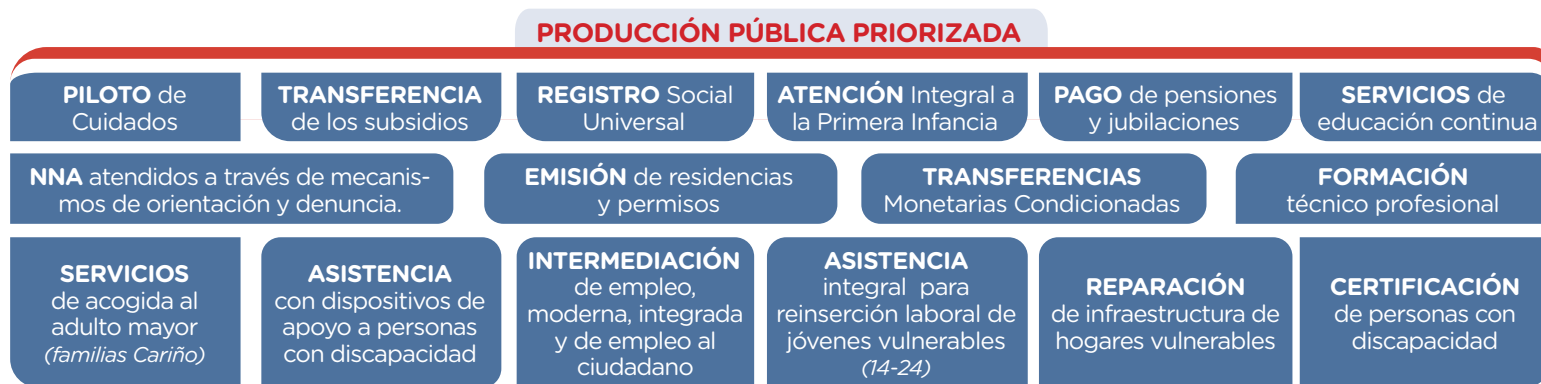 PRODUCCIÓN PÚBLICA PRIORIZADA
PILOTO de
Cuidados
TRANSFERENCIA
de los subsidios
REGISTRO Social
Universal
ATENCIÓN Integral a
la Primera Infancia
PAGO de pensiones
y jubilaciones
SERVICIOS de
educación continua
NNA atendidos a través de mecanis-
mos de orientación y denuncia.
EMISIÓN de residencias
y permisos
TRANSFERENCIAS
Monetarias Condicionadas
FORMACIÓN
técnico profesional
SERVICIOS
de acogida al
adulto mayor
(familias Cariño)
ASISTENCIA
con dispositivos de
apoyo a personas
con discapacidad
INTERMEDIACIÓN
de empleo,
moderna, integrada
y de empleo al
ciudadano
ASISTENCIA
integral para
reinserción laboral de
jóvenes vulnerables
(14-24)
REPARACIÓN
de infraestructura de
hogares vulnerables
CERTIFICACIÓN
de personas con
discapacidad